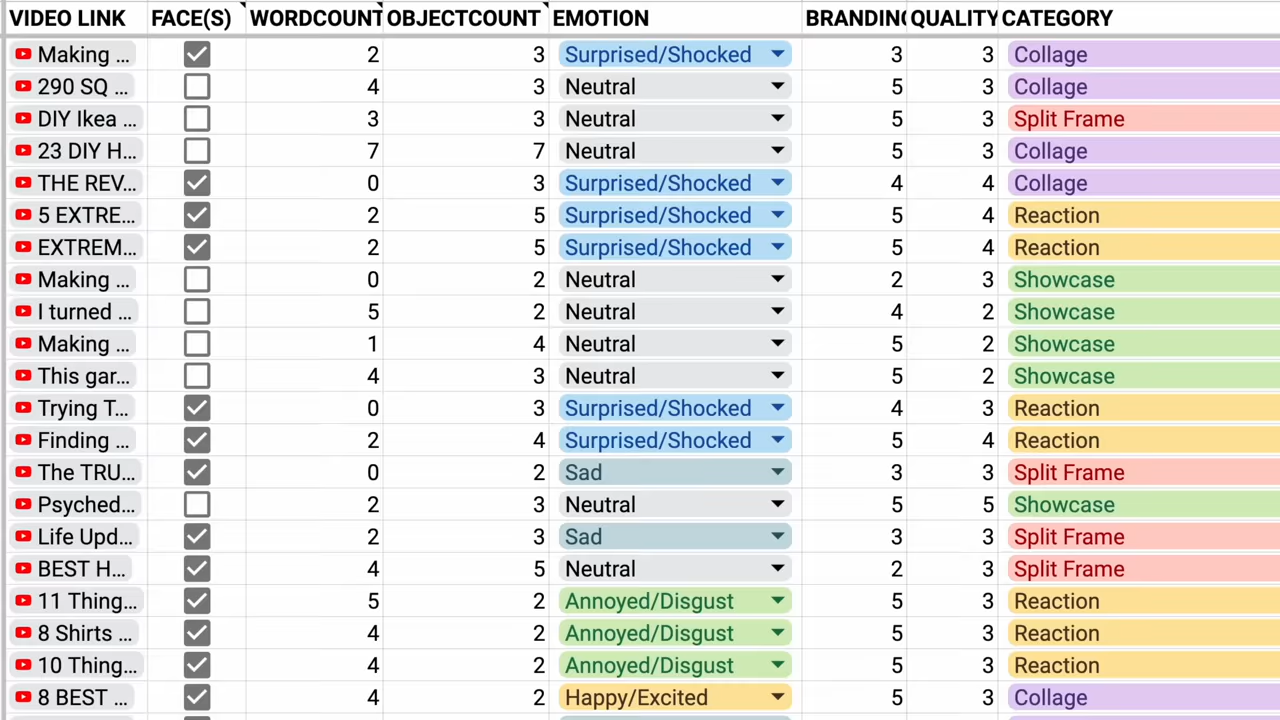 VIDEO LINK FACE(S) WORDCOUNT OBJECTCOUNT EMOTION BRANDING QUALITY CATEGORY
Making ... 2 3 Surprised/Shocked 3 3 Collage
290 SQ ... 4 3 Neutral 5 3 Collage
DIY Ikea ... 3 3 Neutral 5 3 Split Frame
23 DIY H... 7 7 Neutral 5 3 Collage
THE REV... 0 3 Surprised/Shocked 4 4 Collage
5 EXTRE... 2 5 Surprised/Shocked 5 4 Reaction
EXTREM... 2 5 Surprised/Shocked 5 4 Reaction
Making ... 0 2 Neutral 2 3 Showcase
I turned ... 5 2 Neutral 4 2 Showcase
Making ... 1 4 Neutral 5 2 Showcase
This gar... 4 3 Neutral 5 2 Showcase
Trying T... 0 3 Surprised/Shocked 4 3 Reaction
Finding ... 2 4 Surprised/Shocked 5 4 Reaction
The TRU... 0 2 Sad 3 3 Split Frame
Psyched... 2 3 Neutral 5 5 Showcase
Life Upd... 2 3 Sad 3 3 Split Frame
BEST H... 4 5 Neutral 2 3 Split Frame
11 Thing... 5 2 Annoyed/Disgust 5 3 Reaction
8 Shirts ... 4 2 Annoyed/Disgust 5 3 Reaction
10 Thing... 4 2 Annoyed/Disgust 5 3 Reaction
8 BEST ... 4 2 Happy/Excited 5 3 Collage